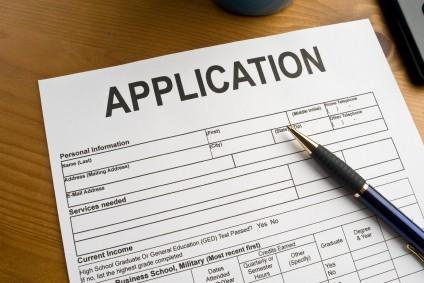 APPLICATION
Personal Information
Name (Last) (First) (Middle Initial) Home Telephone
( ) -
Address (Mailing Address) (City) (State) (Zip) Other Telephone
( ) -
E-Mail Address
Services needed
Current Income
High School Graduate Or General Education (GED) Test Passed? Yes No
If no, list the highest grade completed
Business School, Military (Most recent first)
Dates Attended Credits Earned Quarterly or Semester Hours Other (Specify) Graduate Degree & Year
Yes
No
Yes